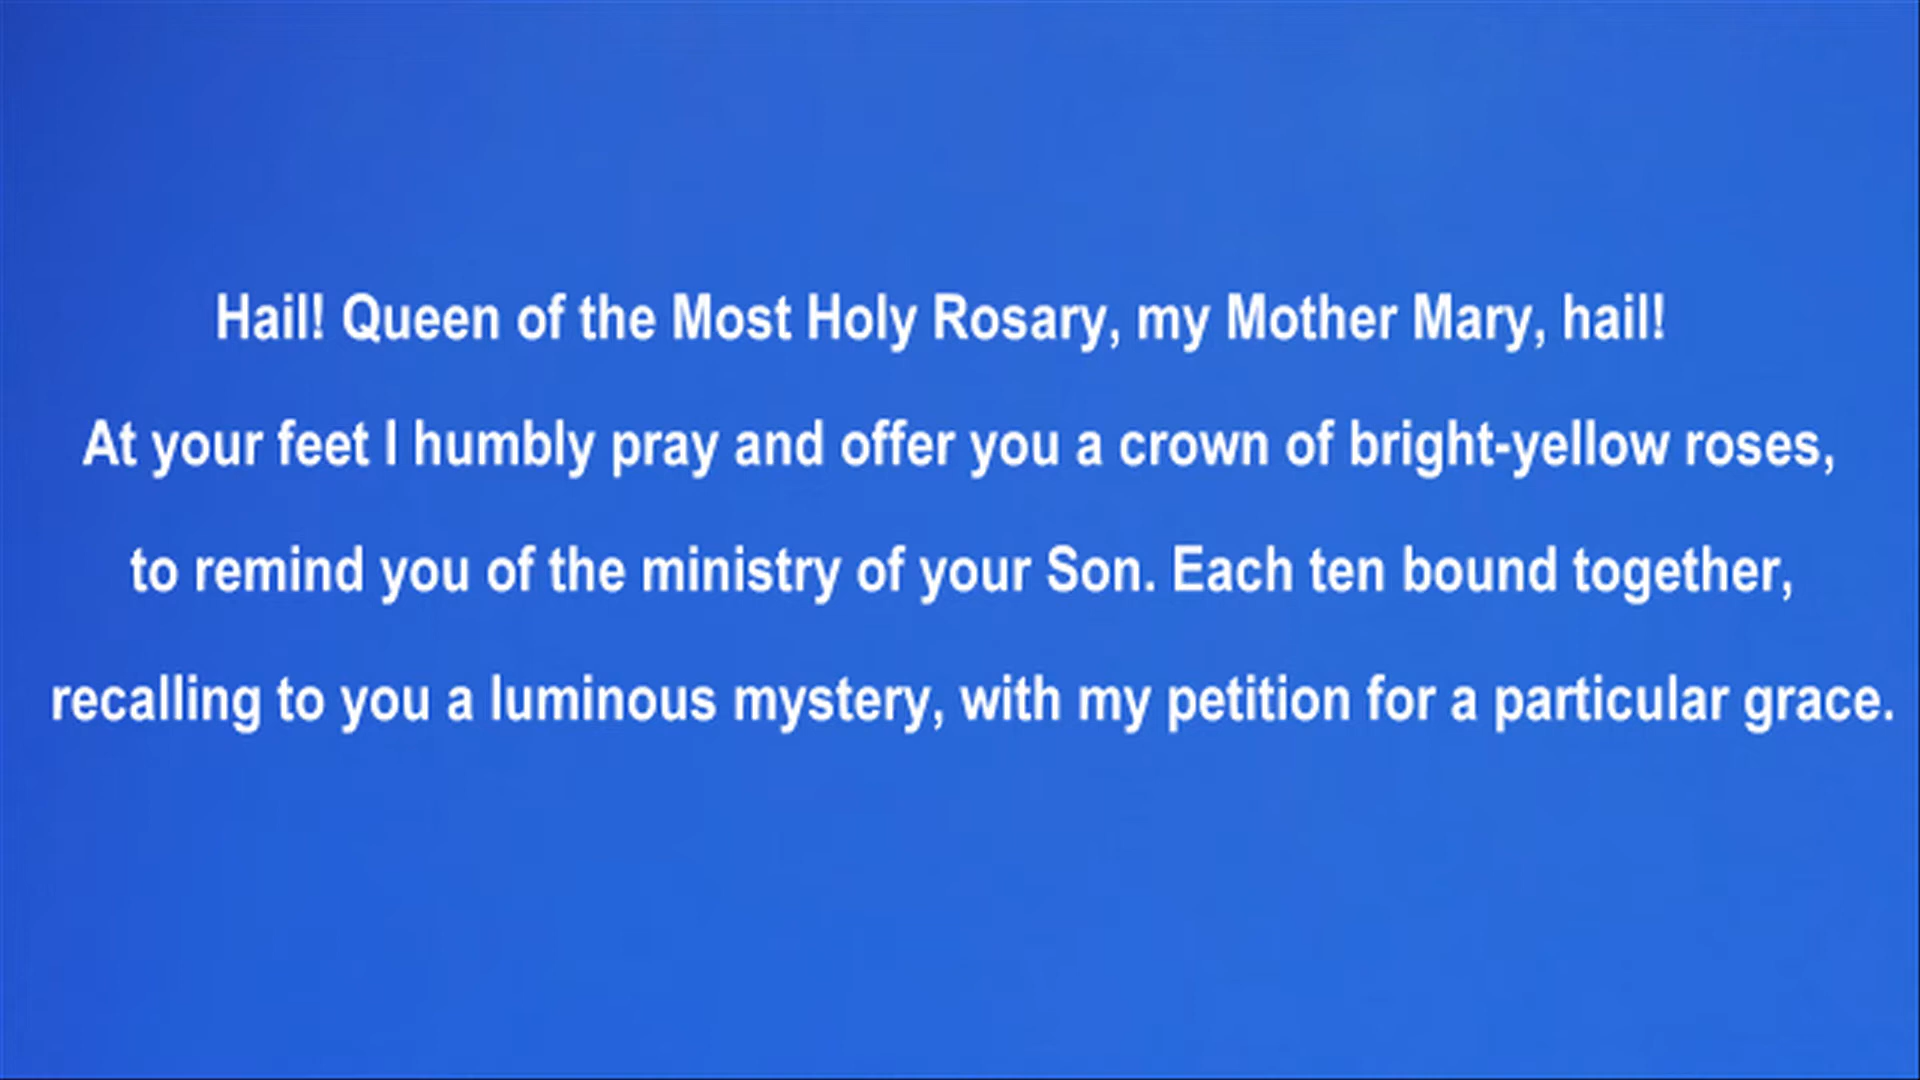 Hail! Queen of the Most Holy Rosary, my Mother Mary, hail!
At your feet I humbly pray and offer you a crown of bright-yellow roses,
to remind you of the ministry of your Son. Each ten bound together,
recalling to you a luminous mystery, with my petition for a particular grace.